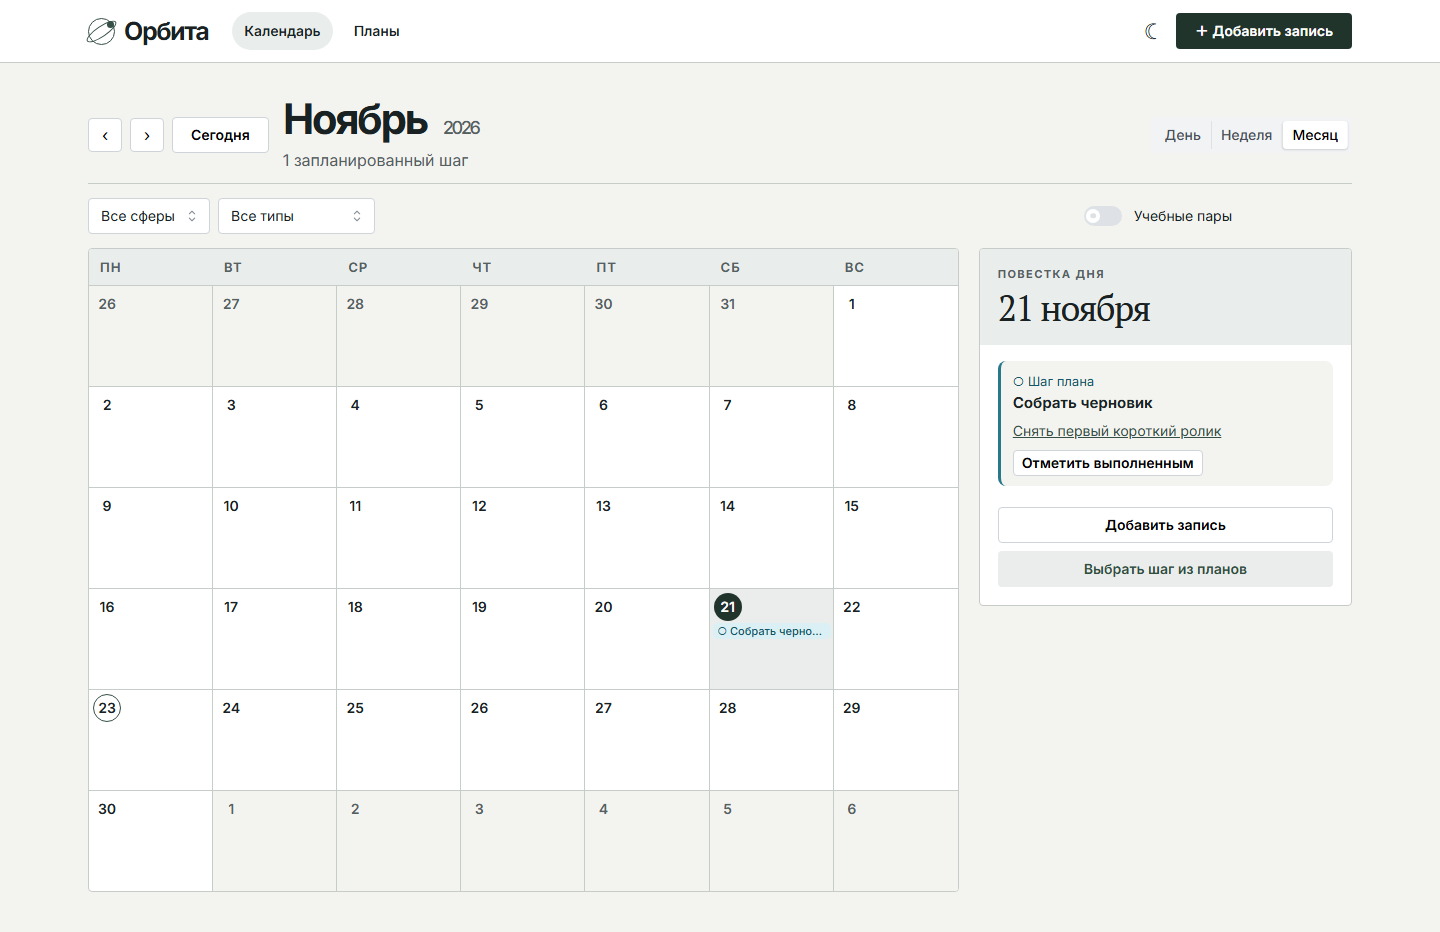 Орбита
Календарь
Планы
+ Добавить запись
Сегодня
Ноябрь 2026
1 запланированный шаг
День
Неделя
Месяц
Все сферы
Все типы
Учебные пары
ПН ВТ СР ЧТ ПТ СБ ВС
26 27 28 29 30 31 1
2 3 4 5 6 7 8
9 10 11 12 13 14 15
16 17 18 19 20 21 22
Собрать черно...
23 24 25 26 27 28 29
30 1 2 3 4 5 6
ПОВЕСТКА ДНЯ
21 ноября
Шаг плана
Собрать черновик
Снять первый короткий ролик
Отметить выполненным
Добавить запись
Выбрать шаг из планов